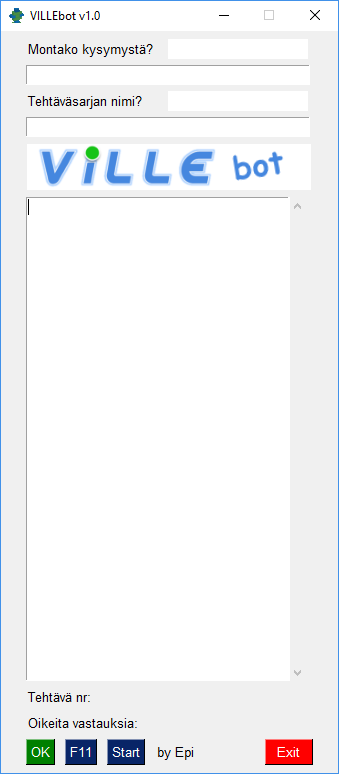 VILLEbot v1.0
Montako kysymystä?
Tehtäväsarjan nimi?
ViLLE bot
Tehtävä nr:
Oikeita vastauksia:
OK F11 Start by Epi Exit